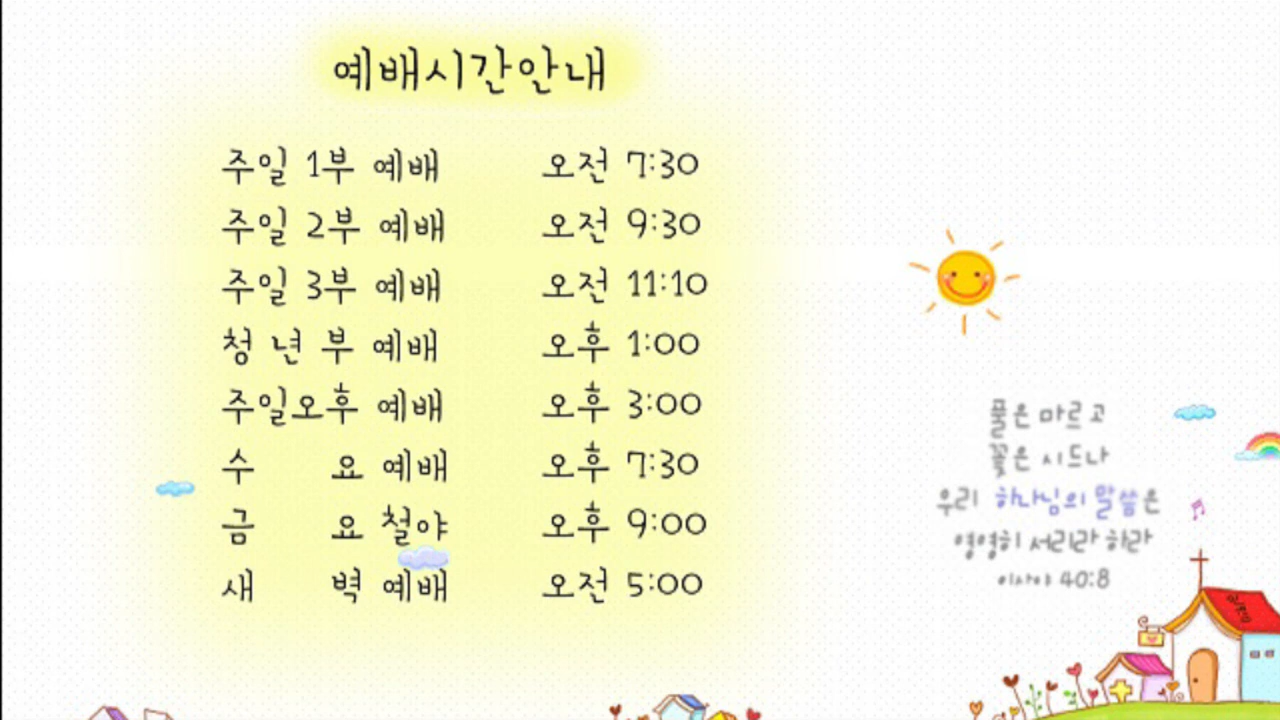 예배시간안내
주일 1부 예배 오전 7:30
주일 2부 예배 오전 9:30
주일 3부 예배 오전 11:10
청 년 부 예배 오후 1:00
주일오후 예배 오후 3:00
수 요 예배 오후 7:30
금 요 철야 오후 9:00
새 벽 예배 오전 5:00
풀은 마르고
꽃은 시드나
우리 하나님의 말씀은
영영히 서리라 하라
이사야 40:8